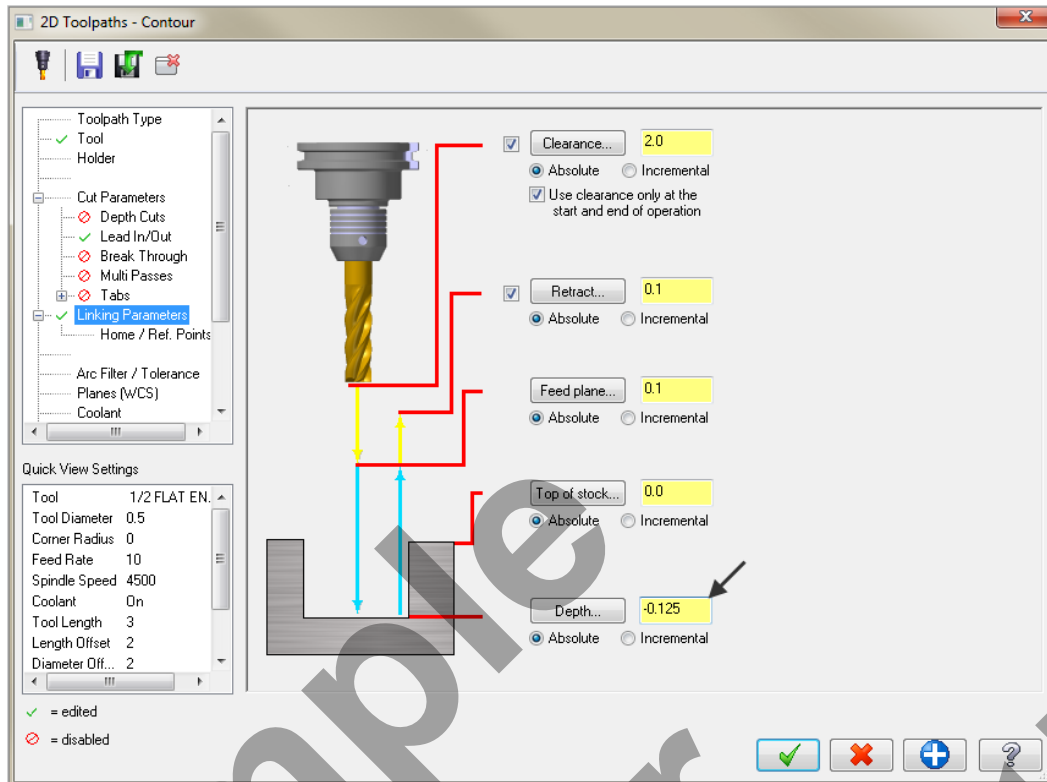 2D Toolpaths - Contour
Toolpath Type
Tool
Holder
Cut Parameters
Depth Cuts
Lead In/Out
Break Through
Multi Passes
Tabs
Linking Parameters
Home / Ref. Points
Arc Filter / Tolerance
Planes (WCS)
Coolant
Quick View Settings
Tool 1/2 FLAT EN.
Tool Diameter 0.5
Corner Radius 0
Feed Rate 10
Spindle Speed 4500
Coolant On
Tool Length 3
Length Offset 2
Diameter Off... 2
= edited
= disabled
Clearance... 2.0
Absolute Incremental
Use clearance only at the
start and end of operation
Retract... 0.1
Absolute Incremental
Feed plane... 0.1
Absolute Incremental
Top of stock... 0.0
Absolute Incremental
Depth... -0.125
Absolute Incremental